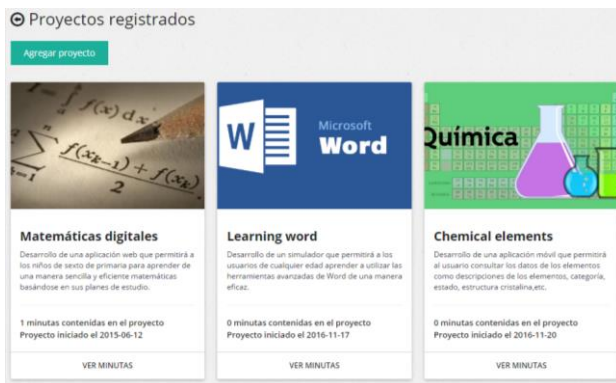 Proyectos registrados
Agregar proyecto
Microsoft
W
Word
Química
Matemáticas digitales
Desarrollo de una aplicación web que permitirá a
los niños de sexto de primaria para aprender de
una manera sencilla y eficiente matemáticas
basándose en sus planes de estudio.
1 minutas contenidas en el proyecto
Proyecto iniciado el 2015-06-12
VER MINUTAS
Learning word
Desarrollo de un simulador que permitirá a los
usuarios de cualquier edad aprender a utilizar las
herramientas avanzadas de Word de una manera
eficaz.
0 minutas contenidas en el proyecto
Proyecto iniciado el 2016-11-17
VER MINUTAS
Chemical elements
Desarrollo de una aplicación móvil que permitirá
al usuario consultar los datos de los elementos
como descripciones de los elementos, categoría,
estado, estructura cristalina,etc.
0 minutas contenidas en el proyecto
Proyecto iniciado el 2016-11-20
VER MINUTAS